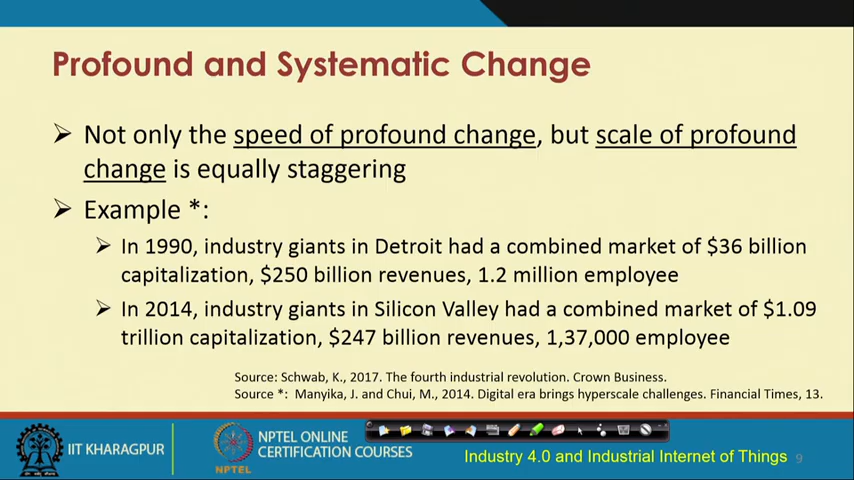 Profound and Systematic Change
➢ Not only the speed of profound change, but scale of profound
change is equally staggering
➢ Example *:
➢ In 1990, industry giants in Detroit had a combined market of $36 billion
capitalization, $250 billion revenues, 1.2 million employee
➢ In 2014, industry giants in Silicon Valley had a combined market of $1.09
trillion capitalization, $247 billion revenues, 1,37,000 employee
Source: Schwab, K., 2017. The fourth industrial revolution. Crown Business.
Source *: Manyika, J. and Chui, M., 2014. Digital era brings hyperscale challenges. Financial Times, 13.
IIT KHARAGPUR
NPTEL
NPTEL ONLINE
CERTIFICATION COURSES
Industry 4.0 and Industrial Internet of Things 9